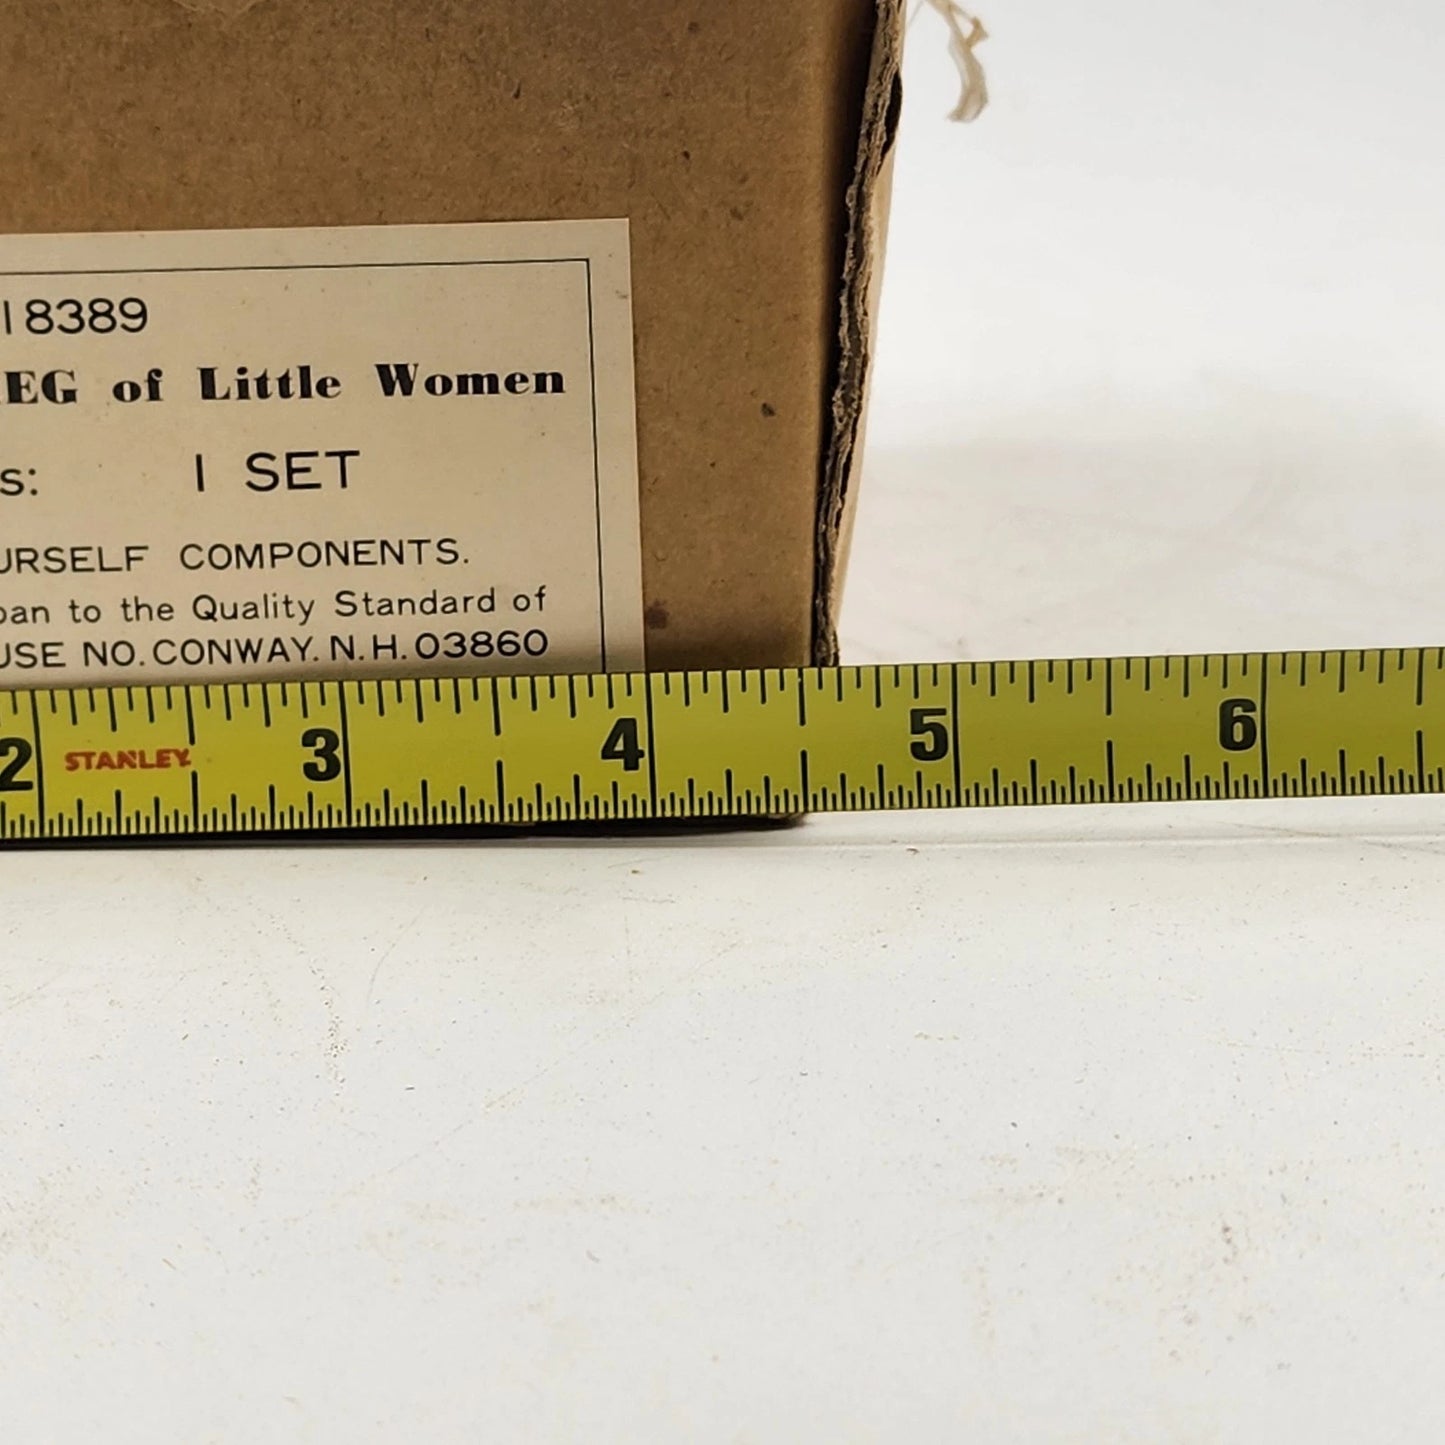 18389
EG of Little Women
s: 1 SET
URSELF COMPONENTS.
pan to the Quality Standard of
USE NO. CONWAY. N.H. 03860
2 STANLEY 3 4 5 6